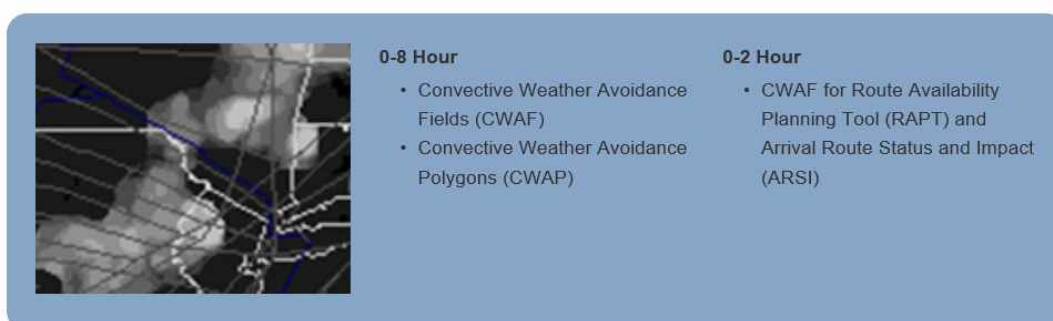 0-8 Hour
• Convective Weather Avoidance
Fields (CWAF)
• Convective Weather Avoidance
Polygons (CWAP)
0-2 Hour
• CWAF for Route Availability
Planning Tool (RAPT) and
Arrival Route Status and Impact
(ARSI)